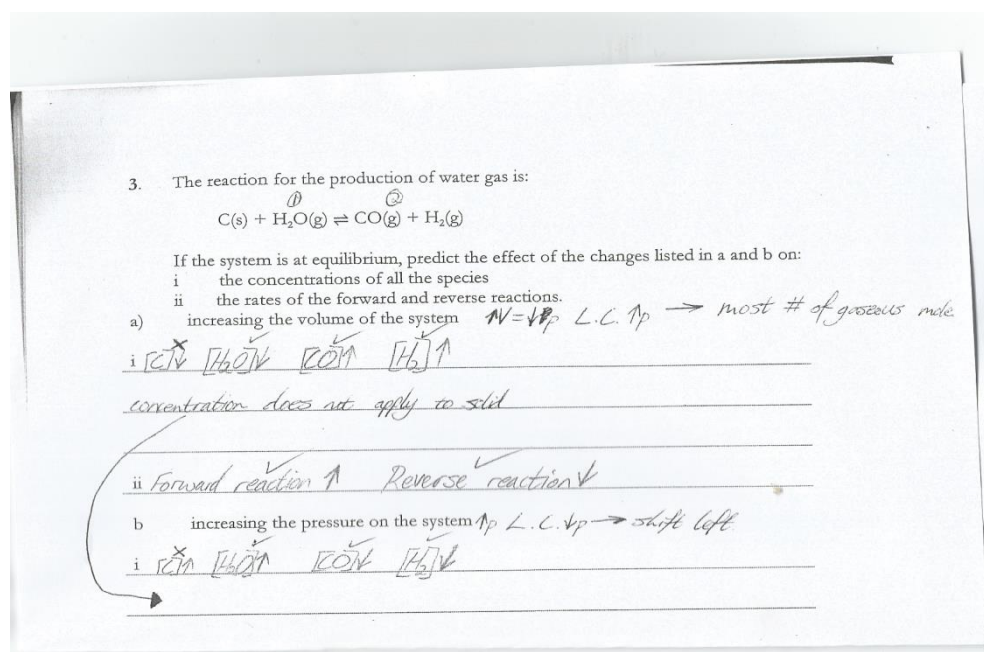 3. The reaction for the production of water gas is:
① ②
C(s) + H₂O(g) ⇌ CO(g) + H₂(g)
If the system is at equilibrium, predict the effect of the changes listed in a and b on:
i the concentrations of all the species
ii the rates of the forward and reverse reactions.
a) increasing the volume of the system ↑V=↓p L.C. ↑p → most # of gaseous mole
i [C]↓ ✗ [H₂O]↓ ✓ [CO]↑ ✓ [H₂]↑ ✓
concentration does not apply to solid
ii Forward reaction ↑ ✓ Reverse reaction ↓ ✓
b increasing the pressure on the system ↑p L.C. ↓p → shift left
i [C]↑ ✗ [H₂O]↑ ✓ [CO]↓ ✓ [H₂]↓ ✓